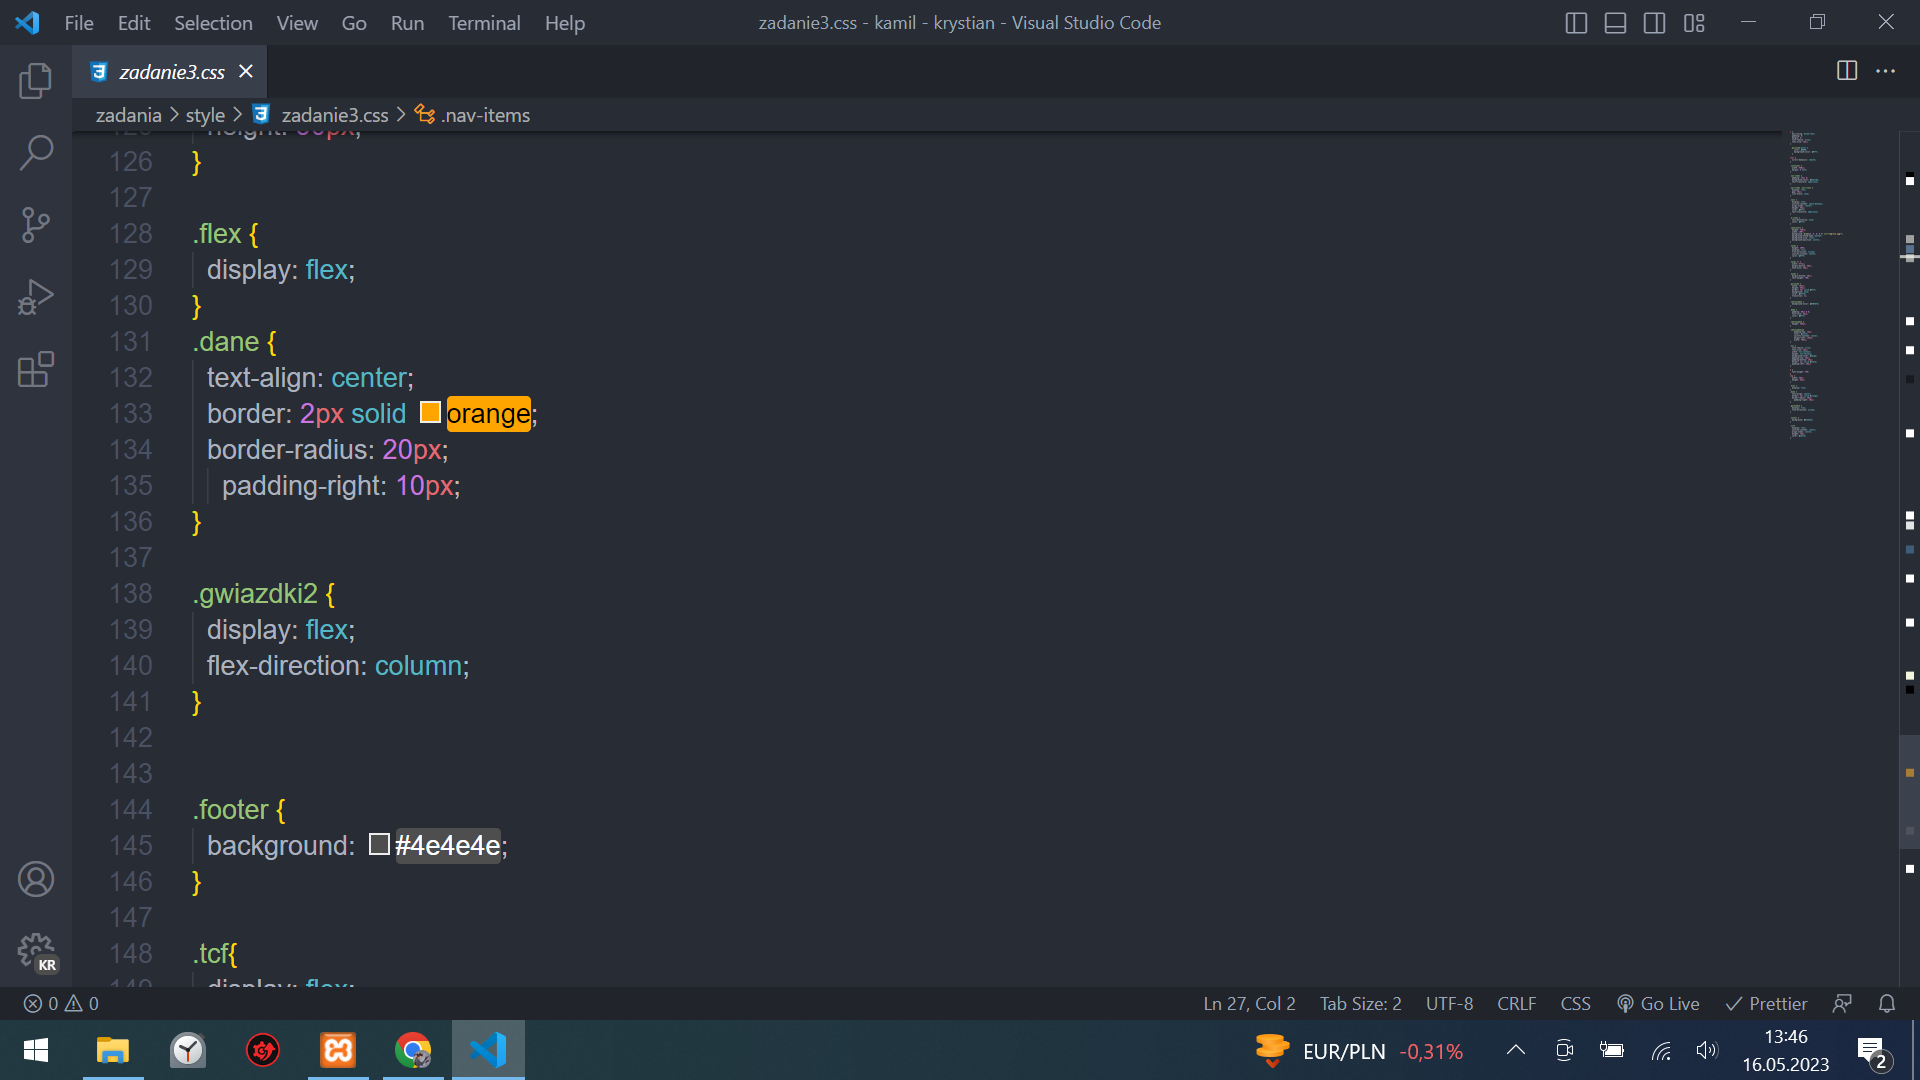 File Edit Selection View Go Run Terminal Help zadanie3.css - kamil - krystian - Visual Studio Code
zadanie3.css
zadania > style > zadanie3.css > .nav-items
126 }
127
128 .flex {
129 display: flex;
130 }
131 .dane {
132 text-align: center;
133 border: 2px solid orange;
134 border-radius: 20px;
135 padding-right: 10px;
136 }
137
138 .gwiazdki2 {
139 display: flex;
140 flex-direction: column;
141 }
142
143
144 .footer {
145 background: #4e4e4e;
146 }
147
148 .tcf{
149 display: flex;
KR
0 0 Ln 27, Col 2 Tab Size: 2 UTF-8 CRLF CSS Go Live Prettier
EUR/PLN -0,31% 13:46
16.05.2023 2